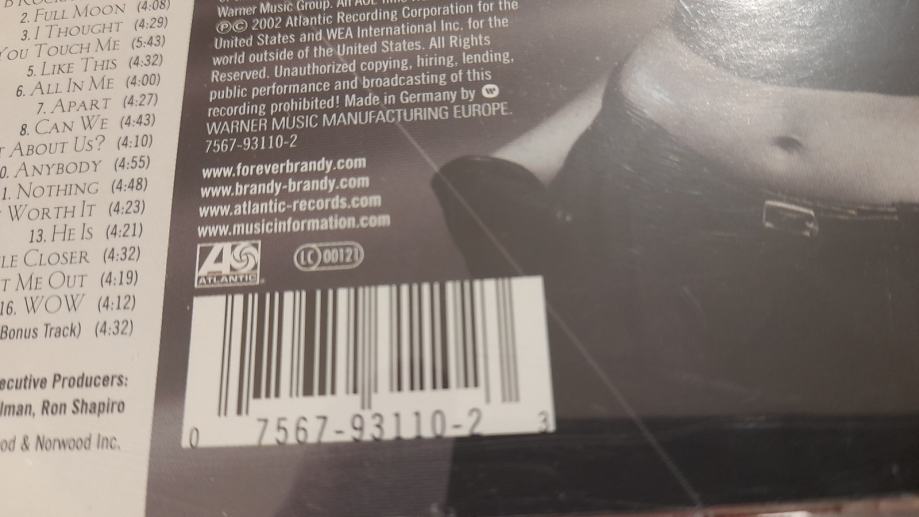 2. FULL MOON (4:08)
3. I THOUGHT (4:29)
YOU TOUCH ME (5:43)
5. LIKE THIS (4:32)
6. ALL IN ME (4:00)
7. APART (4:27)
8. CAN WE (4:43)
ABOUT US? (4:10)
ANYBODY (4:55)
NOTHING (4:48)
WORTH IT (4:23)
13. HE IS (4:21)
CLOSER (4:32)
ME OUT (4:19)
16. WOW (4:12)
(Bonus Track) (4:32)
Producers:
Ron Shapiro
& Norwood Inc.
Warner Music Group. An AOL
℗© 2002 Atlantic Recording Corporation for the
United States and WEA International Inc. for the
world outside of the United States. All Rights
Reserved. Unauthorized copying, hiring, lending,
public performance and broadcasting of this
recording prohibited! Made in Germany by
WARNER MUSIC MANUFACTURING EUROPE.
7567-93110-2
www.foreverbrandy.com
www.brandy-brandy.com
www.atlantic-records.com
www.musicinformation.com
ATLANTIC
LC 00121
0 7567-93110-2 3